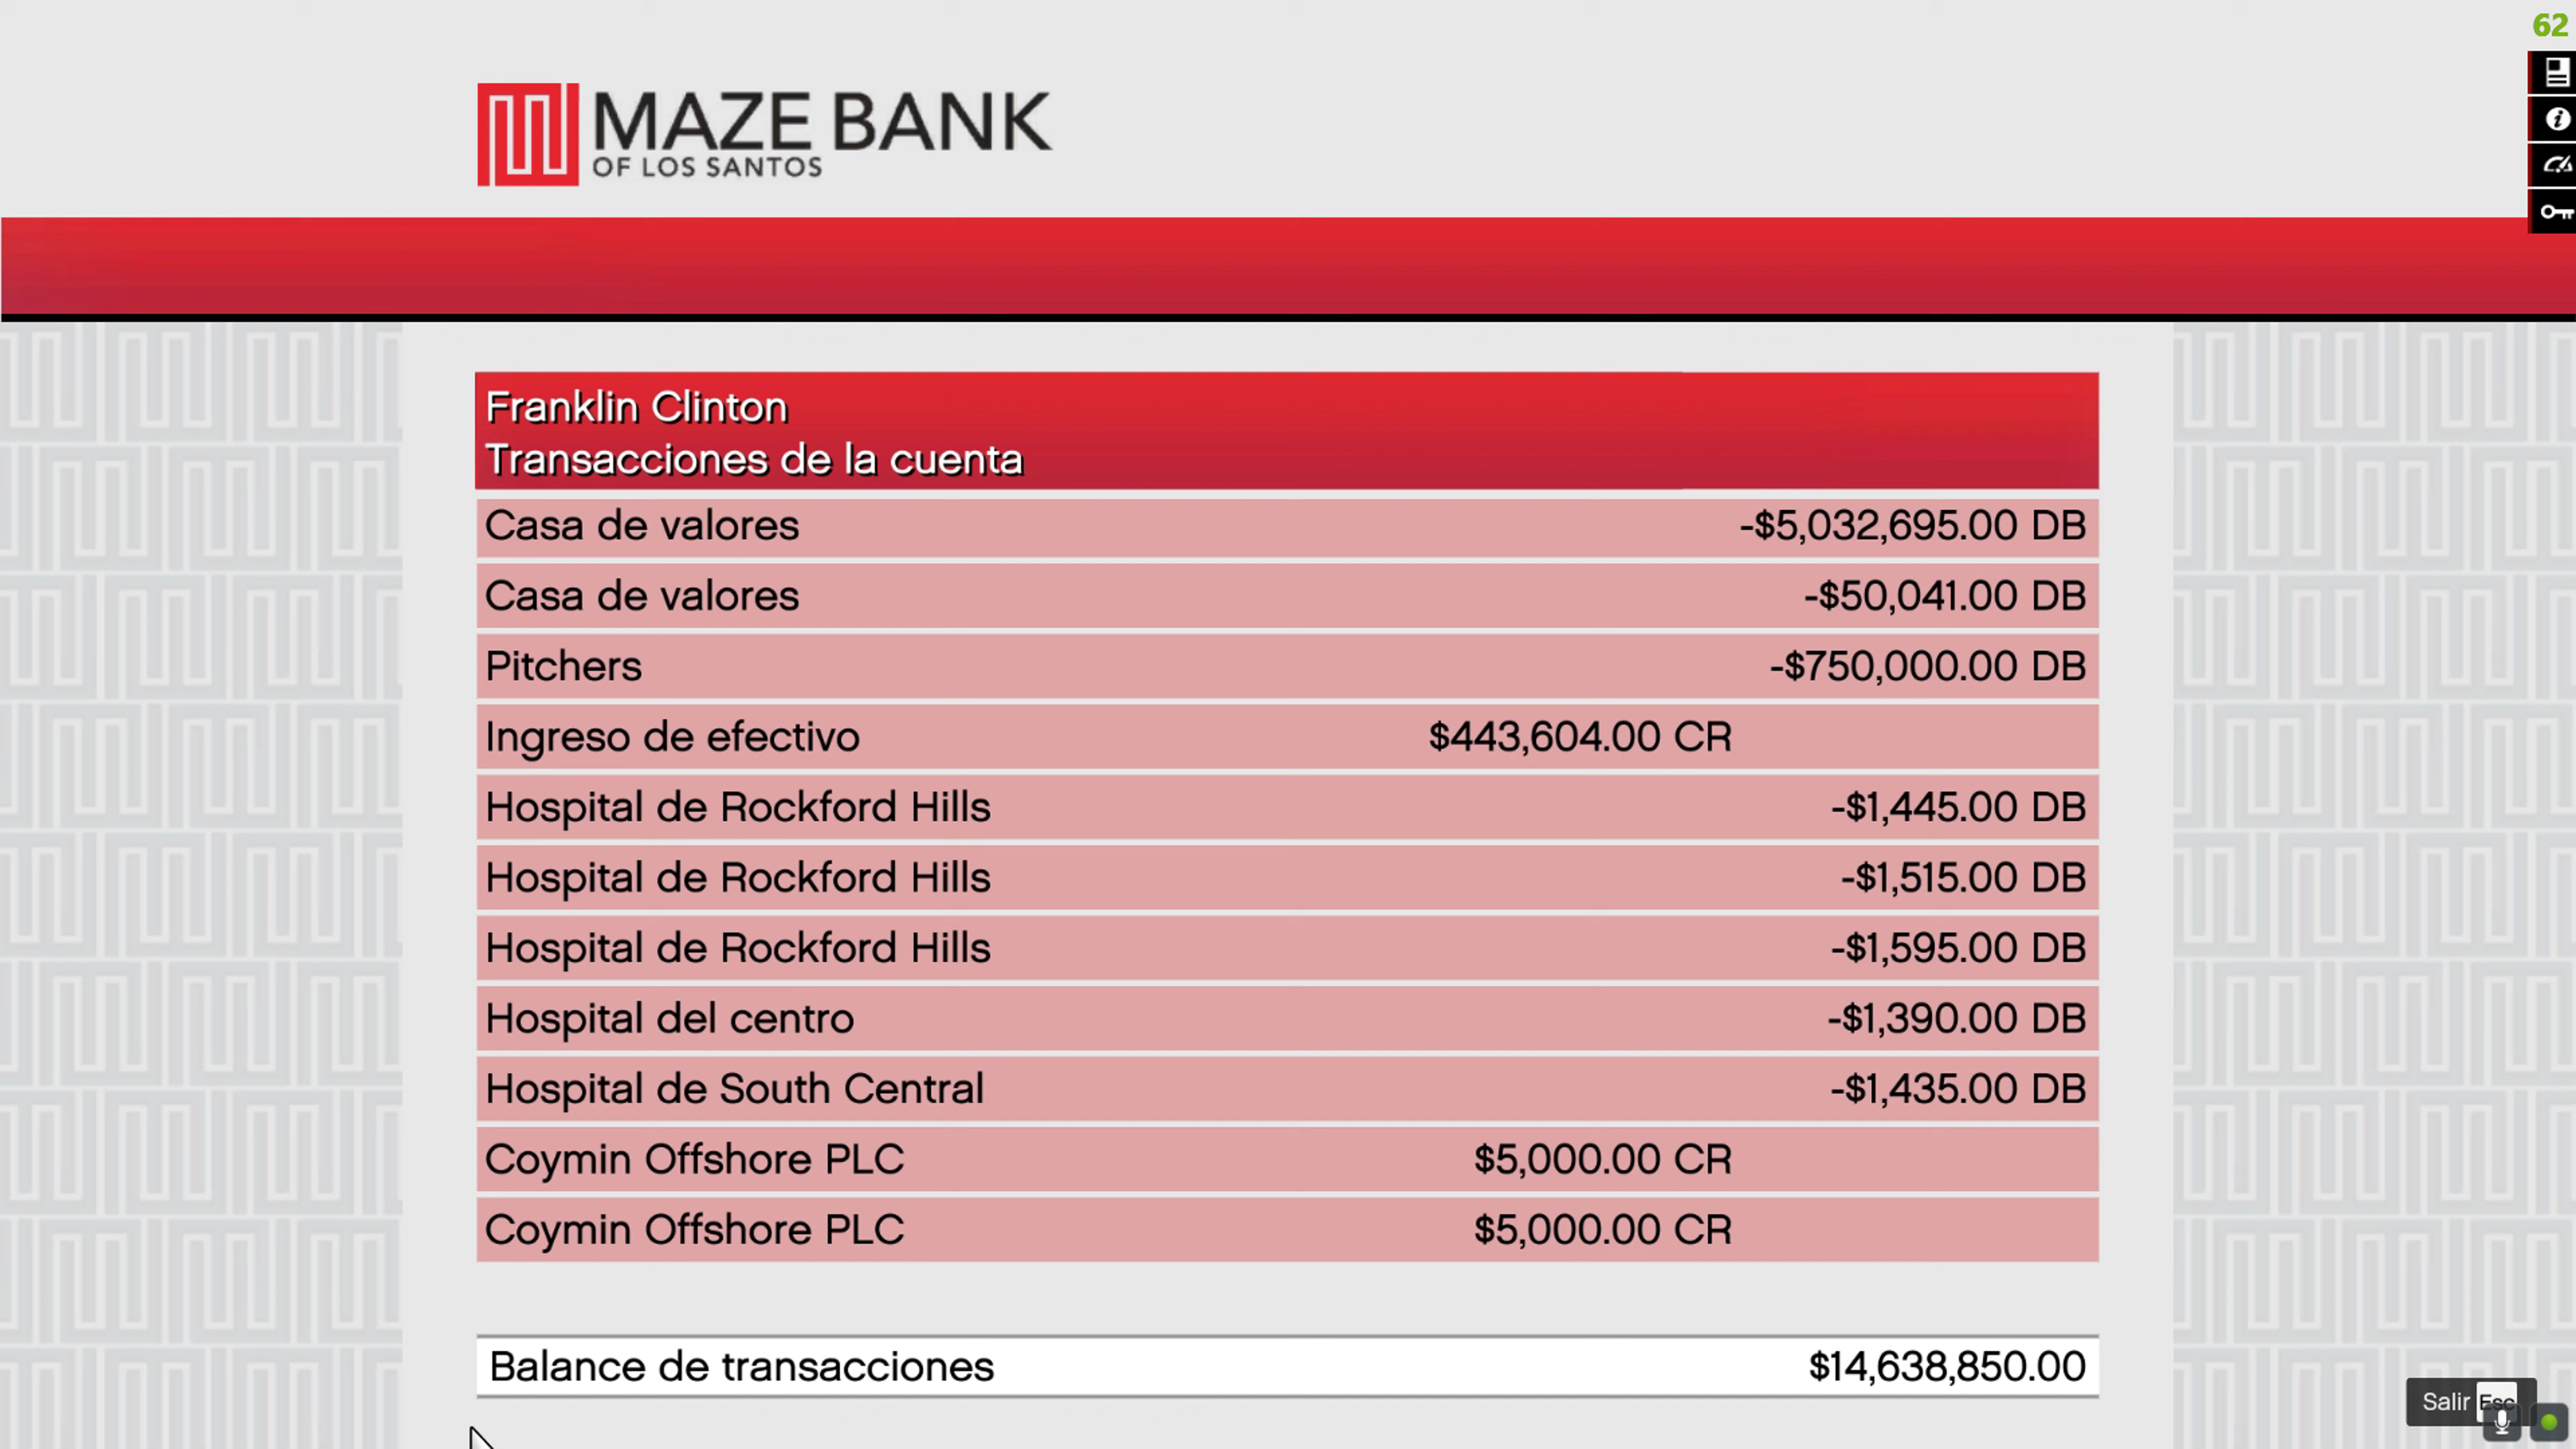 62
MAZE BANK
OF LOS SANTOS
Franklin Clinton
Transacciones de la cuenta
Casa de valores -$5,032,695.00 DB
Casa de valores -$50,041.00 DB
Pitchers -$750,000.00 DB
Ingreso de efectivo $443,604.00 CR
Hospital de Rockford Hills -$1,445.00 DB
Hospital de Rockford Hills -$1,515.00 DB
Hospital de Rockford Hills -$1,595.00 DB
Hospital del centro -$1,390.00 DB
Hospital de South Central -$1,435.00 DB
Coymin Offshore PLC $5,000.00 CR
Coymin Offshore PLC $5,000.00 CR
Balance de transacciones $14,638,850.00
Salir Esc